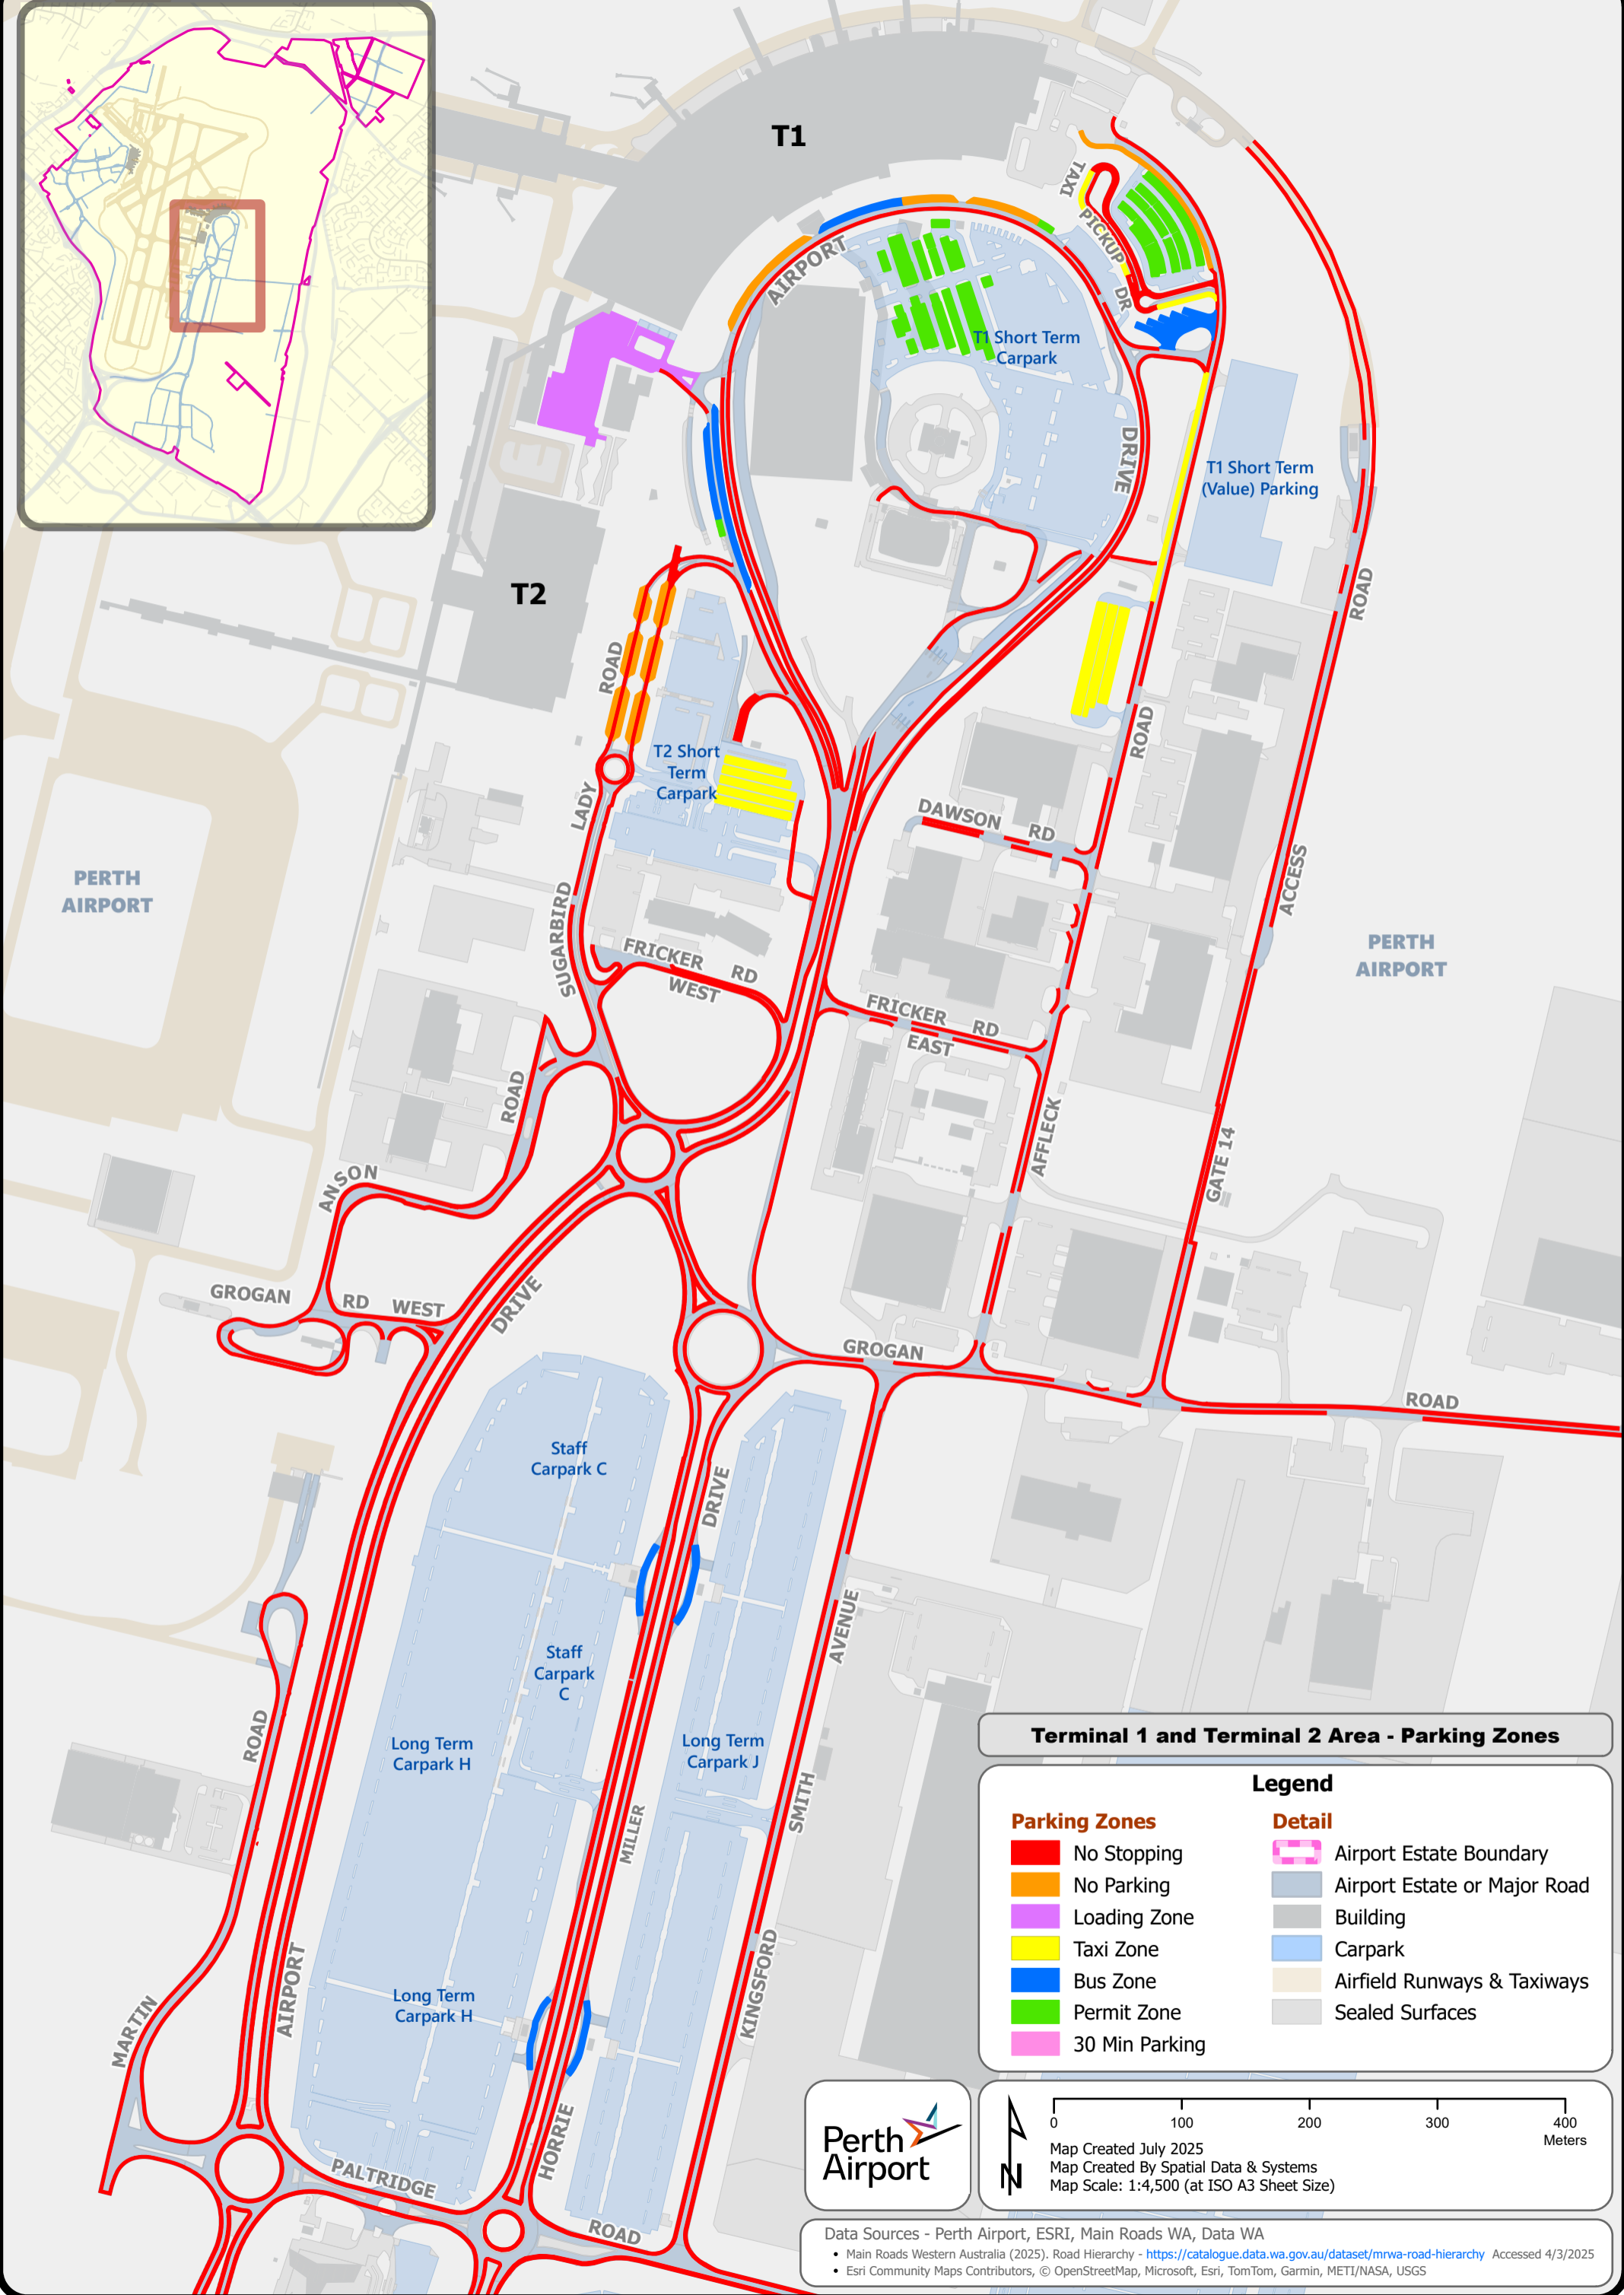 T1
TAXI
PICKUP
DR
AIRPORT
T1 Short Term
Carpark
DRIVE
T1 Short Term
(Value) Parking
T2
ROAD
ROAD
T2 Short
Term
Carpark
ROAD
LADY
DAWSON RD
PERTH
AIRPORT
ACCESS
SUGARBIRD
PERTH
AIRPORT
FRICKER RD
WEST
FRICKER RD
EAST
ROAD
AFFLECK
GATE 14
ANSON
GROGAN RD WEST
DRIVE
GROGAN
ROAD
Staff
Carpark C
DRIVE
AVENUE
Staff
Carpark
C
ROAD
Long Term
Carpark H
Long Term
Carpark J
SMITH
MILLER
KINGSFORD
AIRPORT
Long Term
Carpark H
MARTIN
HORRIE
PALTRIDGE
ROAD
Terminal 1 and Terminal 2 Area - Parking Zones
Legend
Parking Zones
No Stopping
No Parking
Loading Zone
Taxi Zone
Bus Zone
Permit Zone
30 Min Parking
Detail
Airport Estate Boundary
Airport Estate or Major Road
Building
Carpark
Airfield Runways & Taxiways
Sealed Surfaces
Perth
Airport
N
0 100 200 300 400
Meters
Map Created July 2025
Map Created By Spatial Data & Systems
Map Scale: 1:4,500 (at ISO A3 Sheet Size)
Data Sources - Perth Airport, ESRI, Main Roads WA, Data WA
• Main Roads Western Australia (2025). Road Hierarchy - https://catalogue.data.wa.gov.au/dataset/mrwa-road-hierarchy Accessed 4/3/2025
• Esri Community Maps Contributors, © OpenStreetMap, Microsoft, Esri, TomTom, Garmin, METI/NASA, USGS